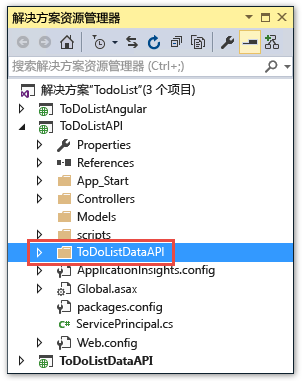 解决方案资源管理器
搜索解决方案资源管理器 (Ctrl+;)
解决方案"TodoList"(3 个项目)
ToDoListAngular
ToDoListAPI
Properties
References
App_Start
Controllers
Models
scripts
ToDoListDataAPI
ApplicationInsights.config
Global.asax
packages.config
C# ServicePrincipal.cs
Web.config
ToDoListDataAPI